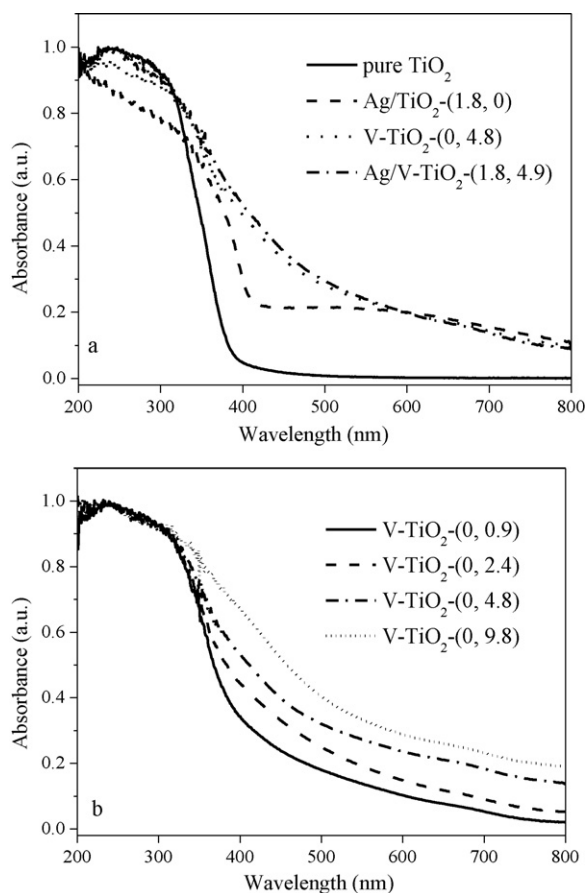 1.0
0.8
0.6
0.4
0.2
0.0
Absorbance (a.u.)
pure TiO₂
Ag/TiO₂-(1.8, 0)
V-TiO₂-(0, 4.8)
Ag/V-TiO₂-(1.8, 4.9)
a
200 300 400 500 600 700 800
Wavelength (nm)
1.0
0.8
0.6
0.4
0.2
0.0
Absorbance (a.u.)
V-TiO₂-(0, 0.9)
V-TiO₂-(0, 2.4)
V-TiO₂-(0, 4.8)
V-TiO₂-(0, 9.8)
b
200 300 400 500 600 700 800
Wavelength (nm)